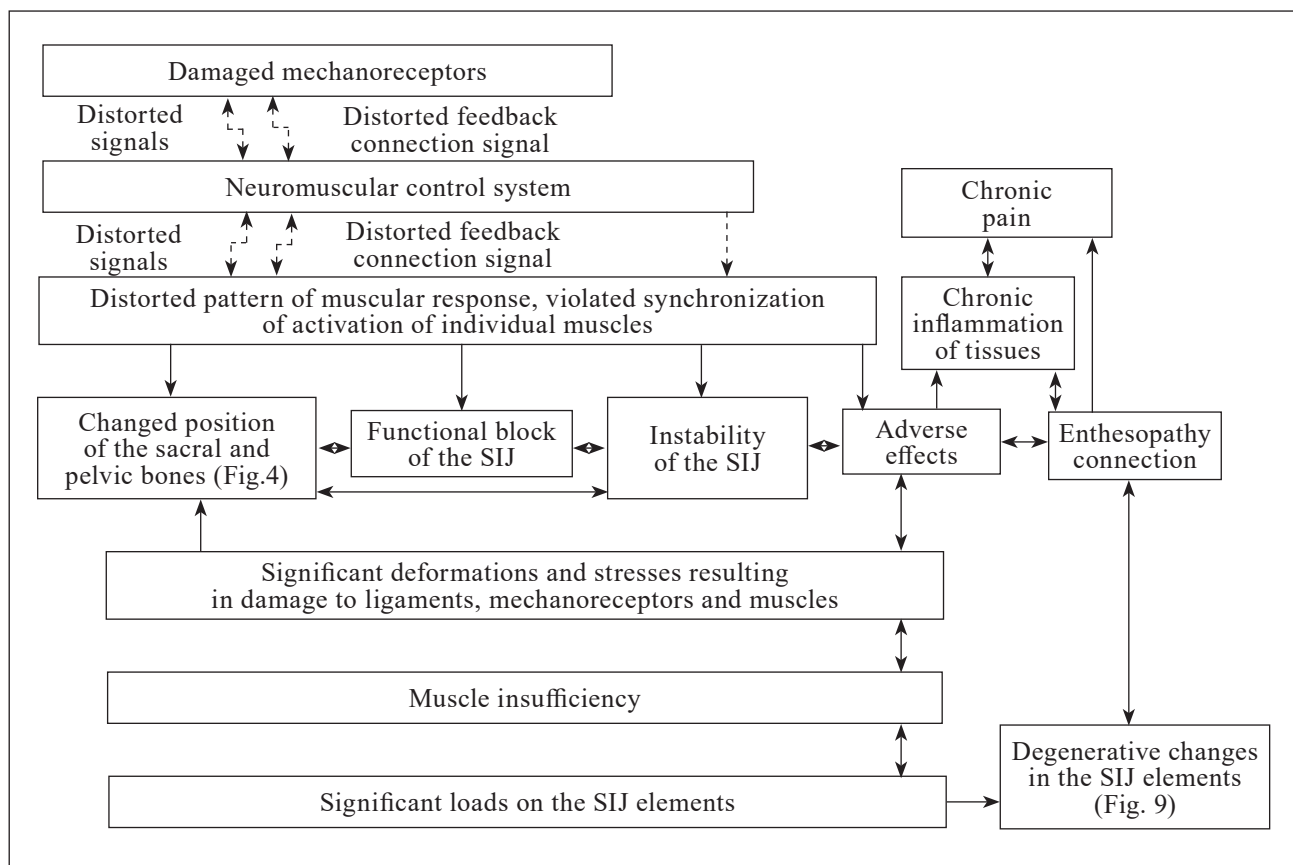 Damaged mechanoreceptors
Distorted
signals
Distorted feedback
connection signal
Neuromuscular control system
Distorted
signals
Distorted feedback
connection signal
Distorted pattern of muscular response, violated synchronization
of activation of individual muscles
Chronic
pain
Chronic
inflammation
of tissues
Changed position
of the sacral and
pelvic bones (Fig.4)
Functional block
of the SIJ
Instability
of the SIJ
Adverse
effects
Enthesopathy
connection
Significant deformations and stresses resulting
in damage to ligaments, mechanoreceptors and muscles
Muscle insufficiency
Significant loads on the SIJ elements
Degenerative changes
in the SIJ elements
(Fig. 9)